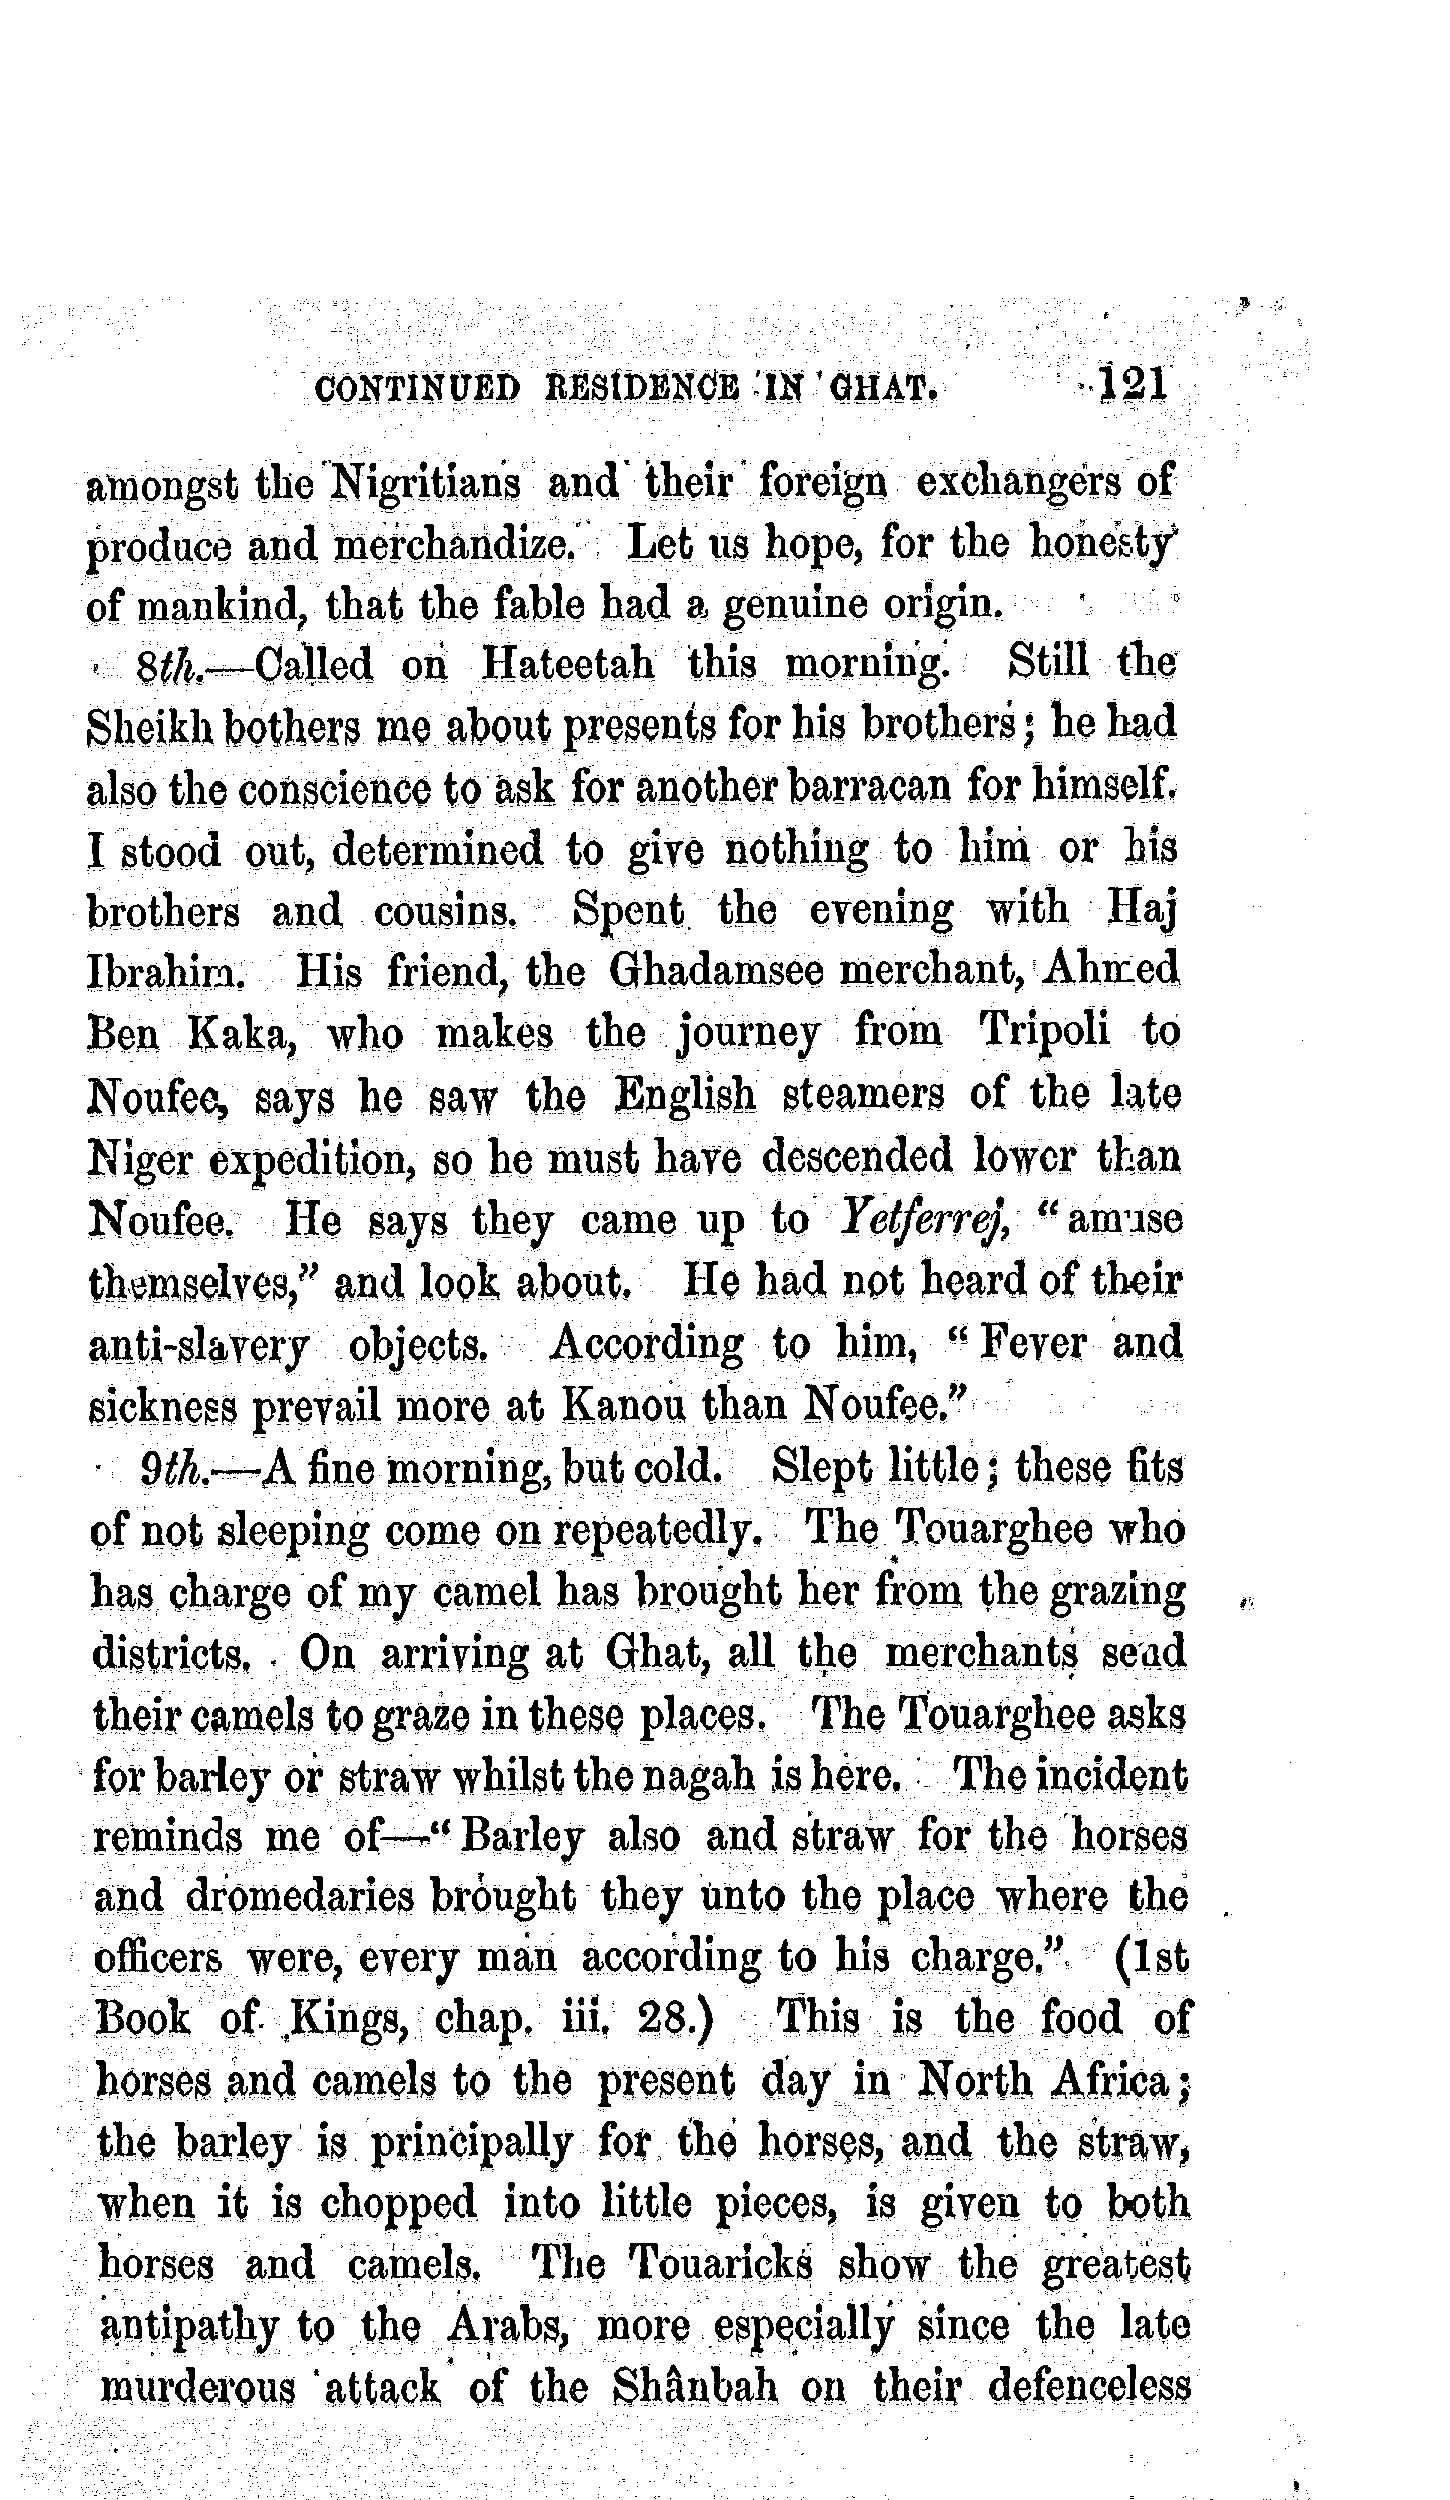 CONTINUED RESIDENCE IN GHAT. 121
amongst the Nigritians and their foreign exchangers of
produce and merchandize. Let us hope, for the honesty
of mankind, that the fable had a genuine origin.
8th.—Called on Hateetah this morning. Still the
Sheikh bothers me about presents for his brothers; he had
also the conscience to ask for another barracan for himself.
I stood out, determined to give nothing to him or his
brothers and cousins. Spent the evening with Haj
Ibrahim. His friend, the Ghadamsee merchant, Ahmed
Ben Kaka, who makes the journey from Tripoli to
Noufee, says he saw the English steamers of the late
Niger expedition, so he must have descended lower than
Noufee. He says they came up to Yetferrej, "amuse
themselves," and look about. He had not heard of their
anti-slavery objects. According to him, "Fever and
sickness prevail more at Kanou than Noufee."
9th.—A fine morning, but cold. Slept little; these fits
of not sleeping come on repeatedly. The Touarghee who
has charge of my camel has brought her from the grazing
districts. On arriving at Ghat, all the merchants send
their camels to graze in these places. The Touarghee asks
for barley or straw whilst the nagah is here. The incident
reminds me of—"Barley also and straw for the horses
and dromedaries brought they unto the place where the
officers were, every man according to his charge." (1st
Book of Kings, chap. iii. 28.) This is the food of
horses and camels to the present day in North Africa;
the barley is principally for the horses, and the straw,
when it is chopped into little pieces, is given to both
horses and camels. The Touaricks show the greatest
antipathy to the Arabs, more especially since the late
murderous attack of the Shânbah on their defenceless